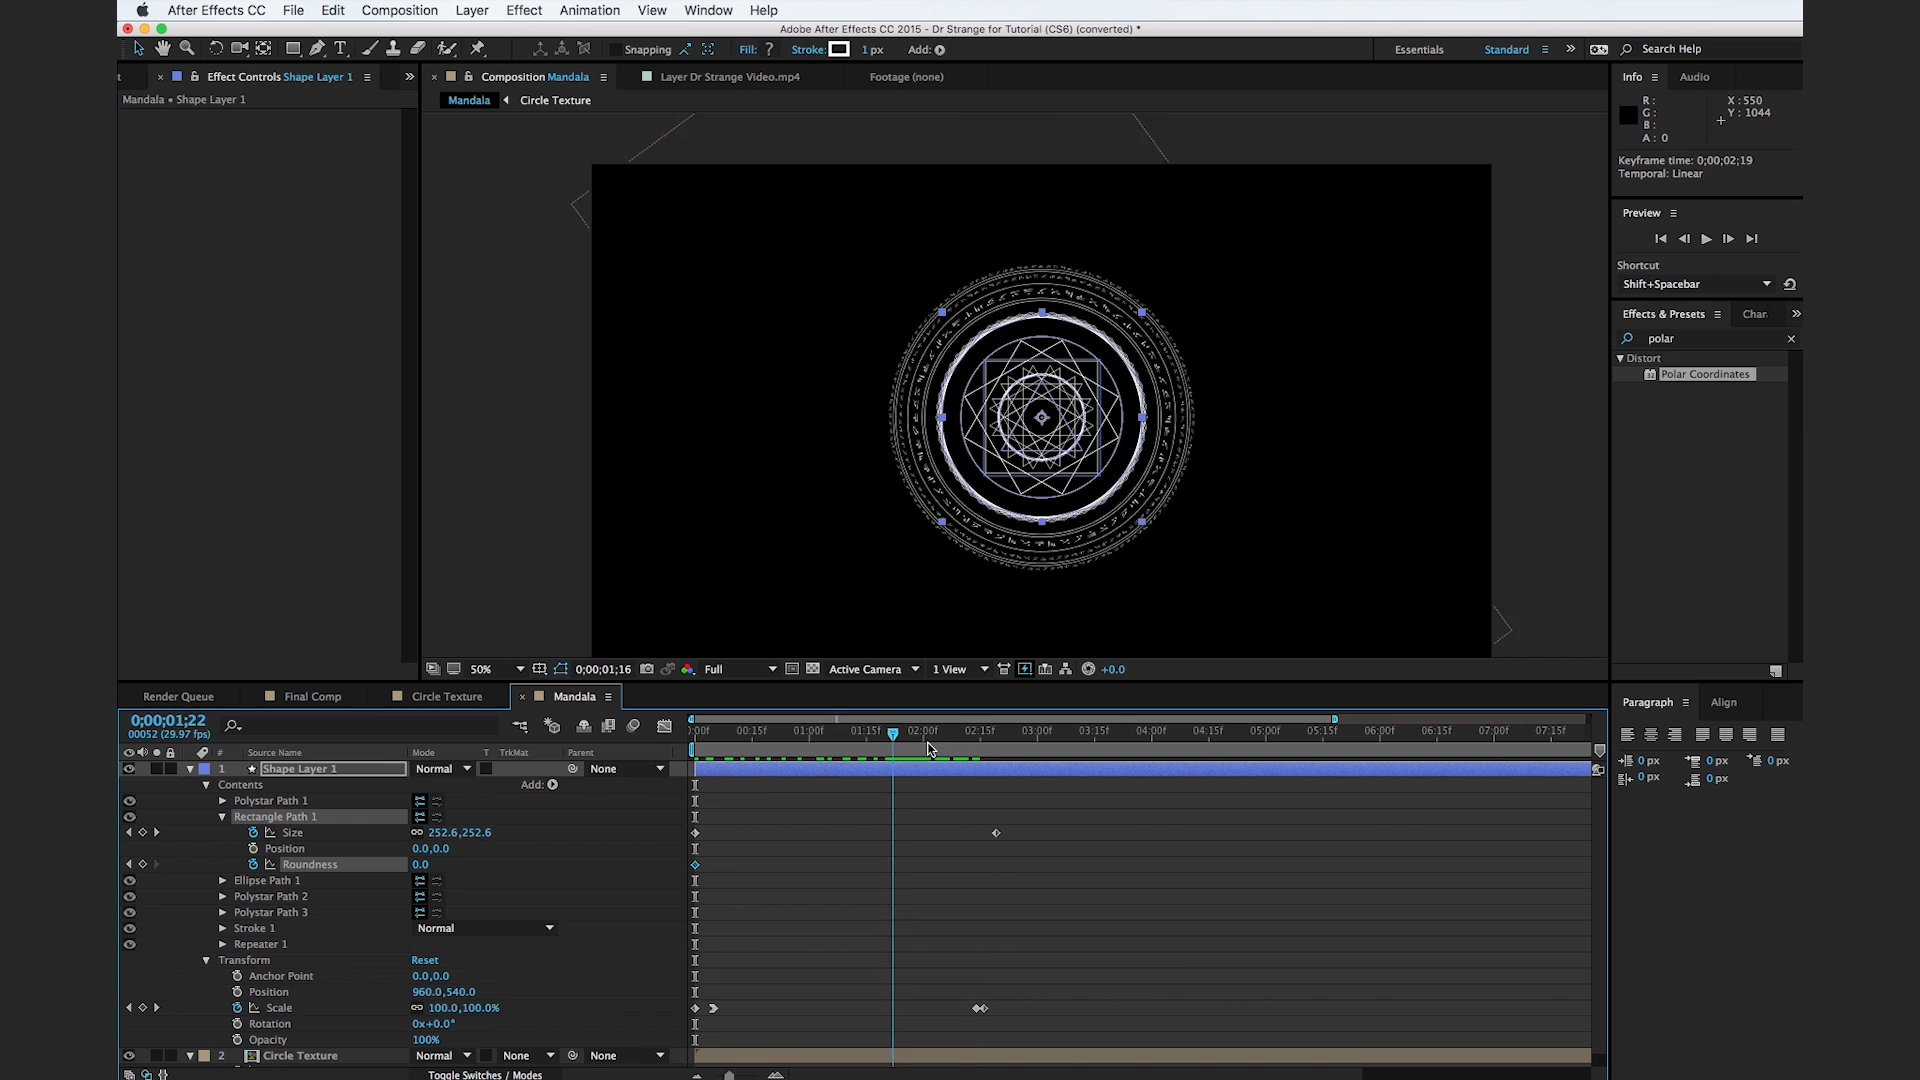 After Effects CC File Edit Composition Layer Effect Animation View Window Help
Adobe After Effects CC 2015 - Dr Strange for Tutorial (CS6) (converted) *
Snapping Fill: ? Stroke: 1 px Add: Essentials Standard Search Help
Effect Controls Shape Layer 1 Composition Mandala Layer Dr Strange Video.mp4 Footage (none) Info Audio
Mandala • Shape Layer 1 Mandala Circle Texture
R: X: 550
G: Y: 1044
B:
A: 0
Keyframe time: 0;00;02;19
Temporal: Linear
Preview
Shortcut
Shift+Spacebar
Effects & Presets Char
polar
Distort
Polar Coordinates
50% 0;00;01;16 Full Active Camera 1 View +0.0
Render Queue Final Comp Circle Texture Mandala Paragraph Align
0;00;01;22
00052 (29.97 fps)
:00f 00:15f 01:00f 01:15f 02:00f 02:15f 03:00f 03:15f 04:00f 04:15f 05:00f 05:15f 06:00f 06:15f 07:00f 07:15f
# Source Name Mode T TrkMat Parent
1 Shape Layer 1 Normal None
Contents Add:
Polystar Path 1
Rectangle Path 1
Size 252.6,252.6
Position 0.0,0.0
Roundness 0.0
Ellipse Path 1
Polystar Path 2
Polystar Path 3
Stroke 1 Normal
Repeater 1
Transform Reset
Anchor Point 0.0,0.0
Position 960.0,540.0
Scale 100.0,100.0%
Rotation 0x+0.0°
Opacity 100%
2 Circle Texture Normal None None
Toggle Switches / Modes
0 px 0 px 0 px
0 px 0 px